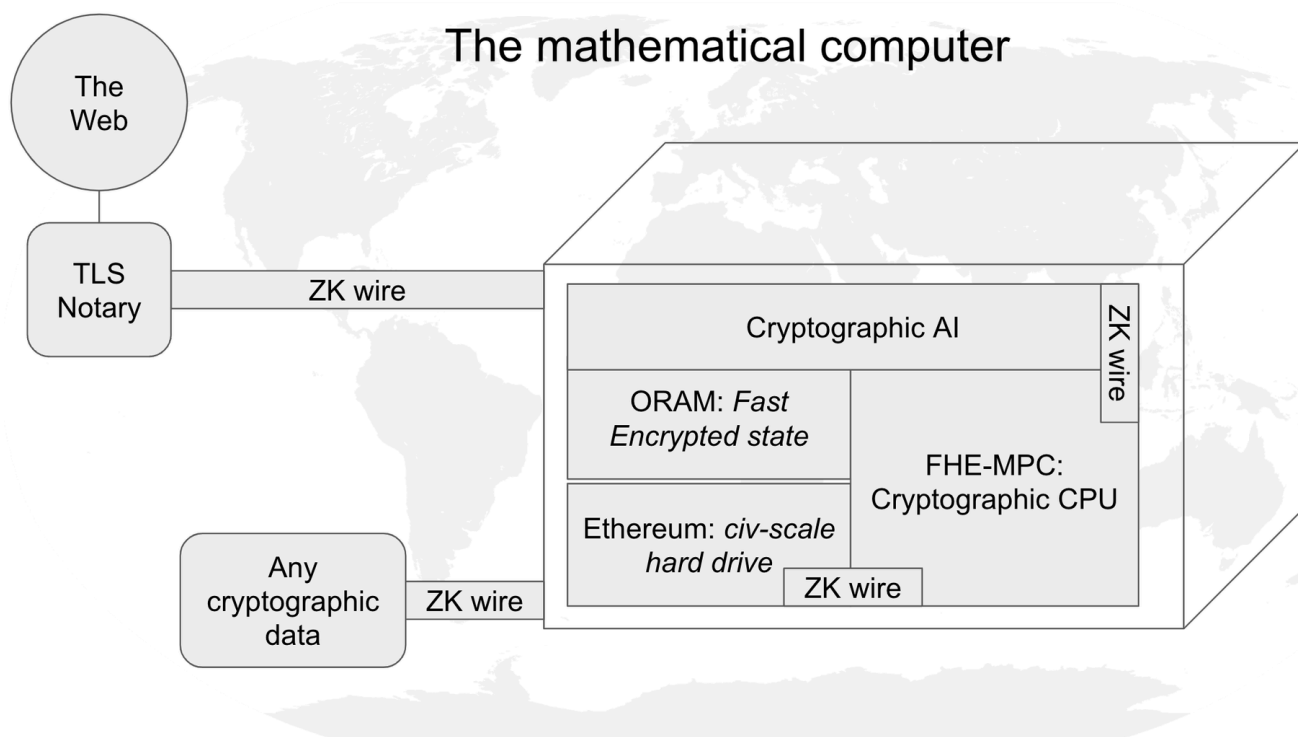 The mathematical computer
The
Web
TLS
Notary
ZK wire
Cryptographic AI
ZK wire
ORAM: Fast
Encrypted state
FHE-MPC:
Cryptographic CPU
Ethereum: civ-scale
hard drive
ZK wire
Any
cryptographic
data
ZK wire